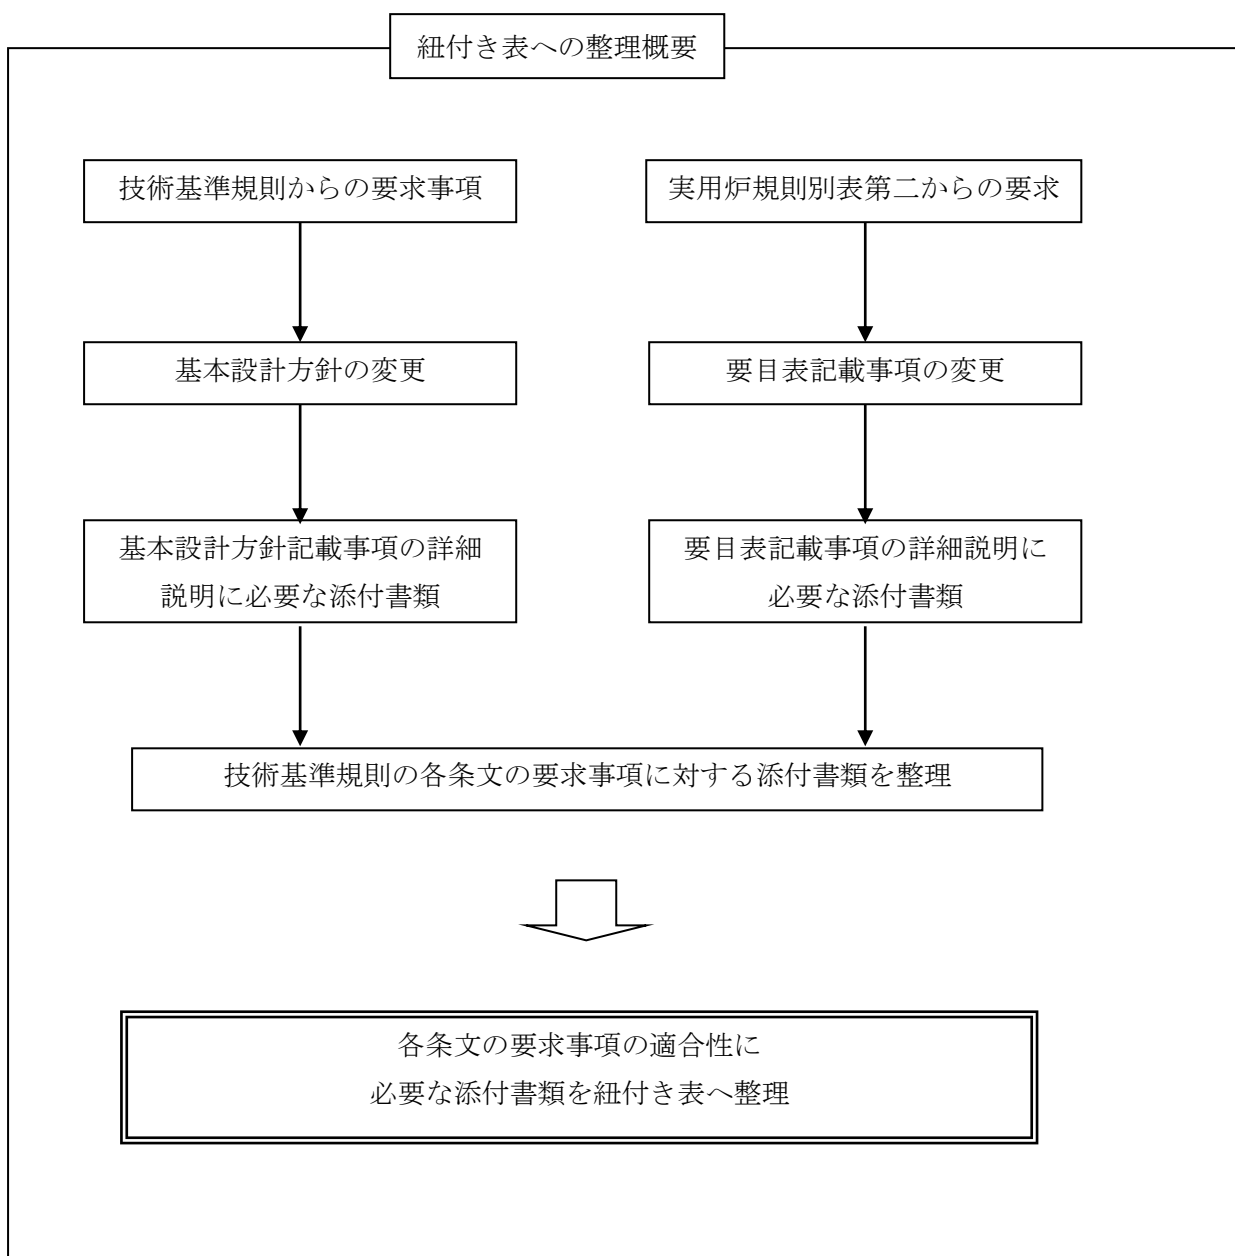 紐付き表への整理概要
技術基準規則からの要求事項
実用炉規則別表第二からの要求
基本設計方針の変更
要目表記載事項の変更
基本設計方針記載事項の詳細
説明に必要な添付書類
要目表記載事項の詳細説明に
必要な添付書類
技術基準規則の各条文の要求事項に対する添付書類を整理
各条文の要求事項の適合性に
必要な添付書類を紐付き表へ整理